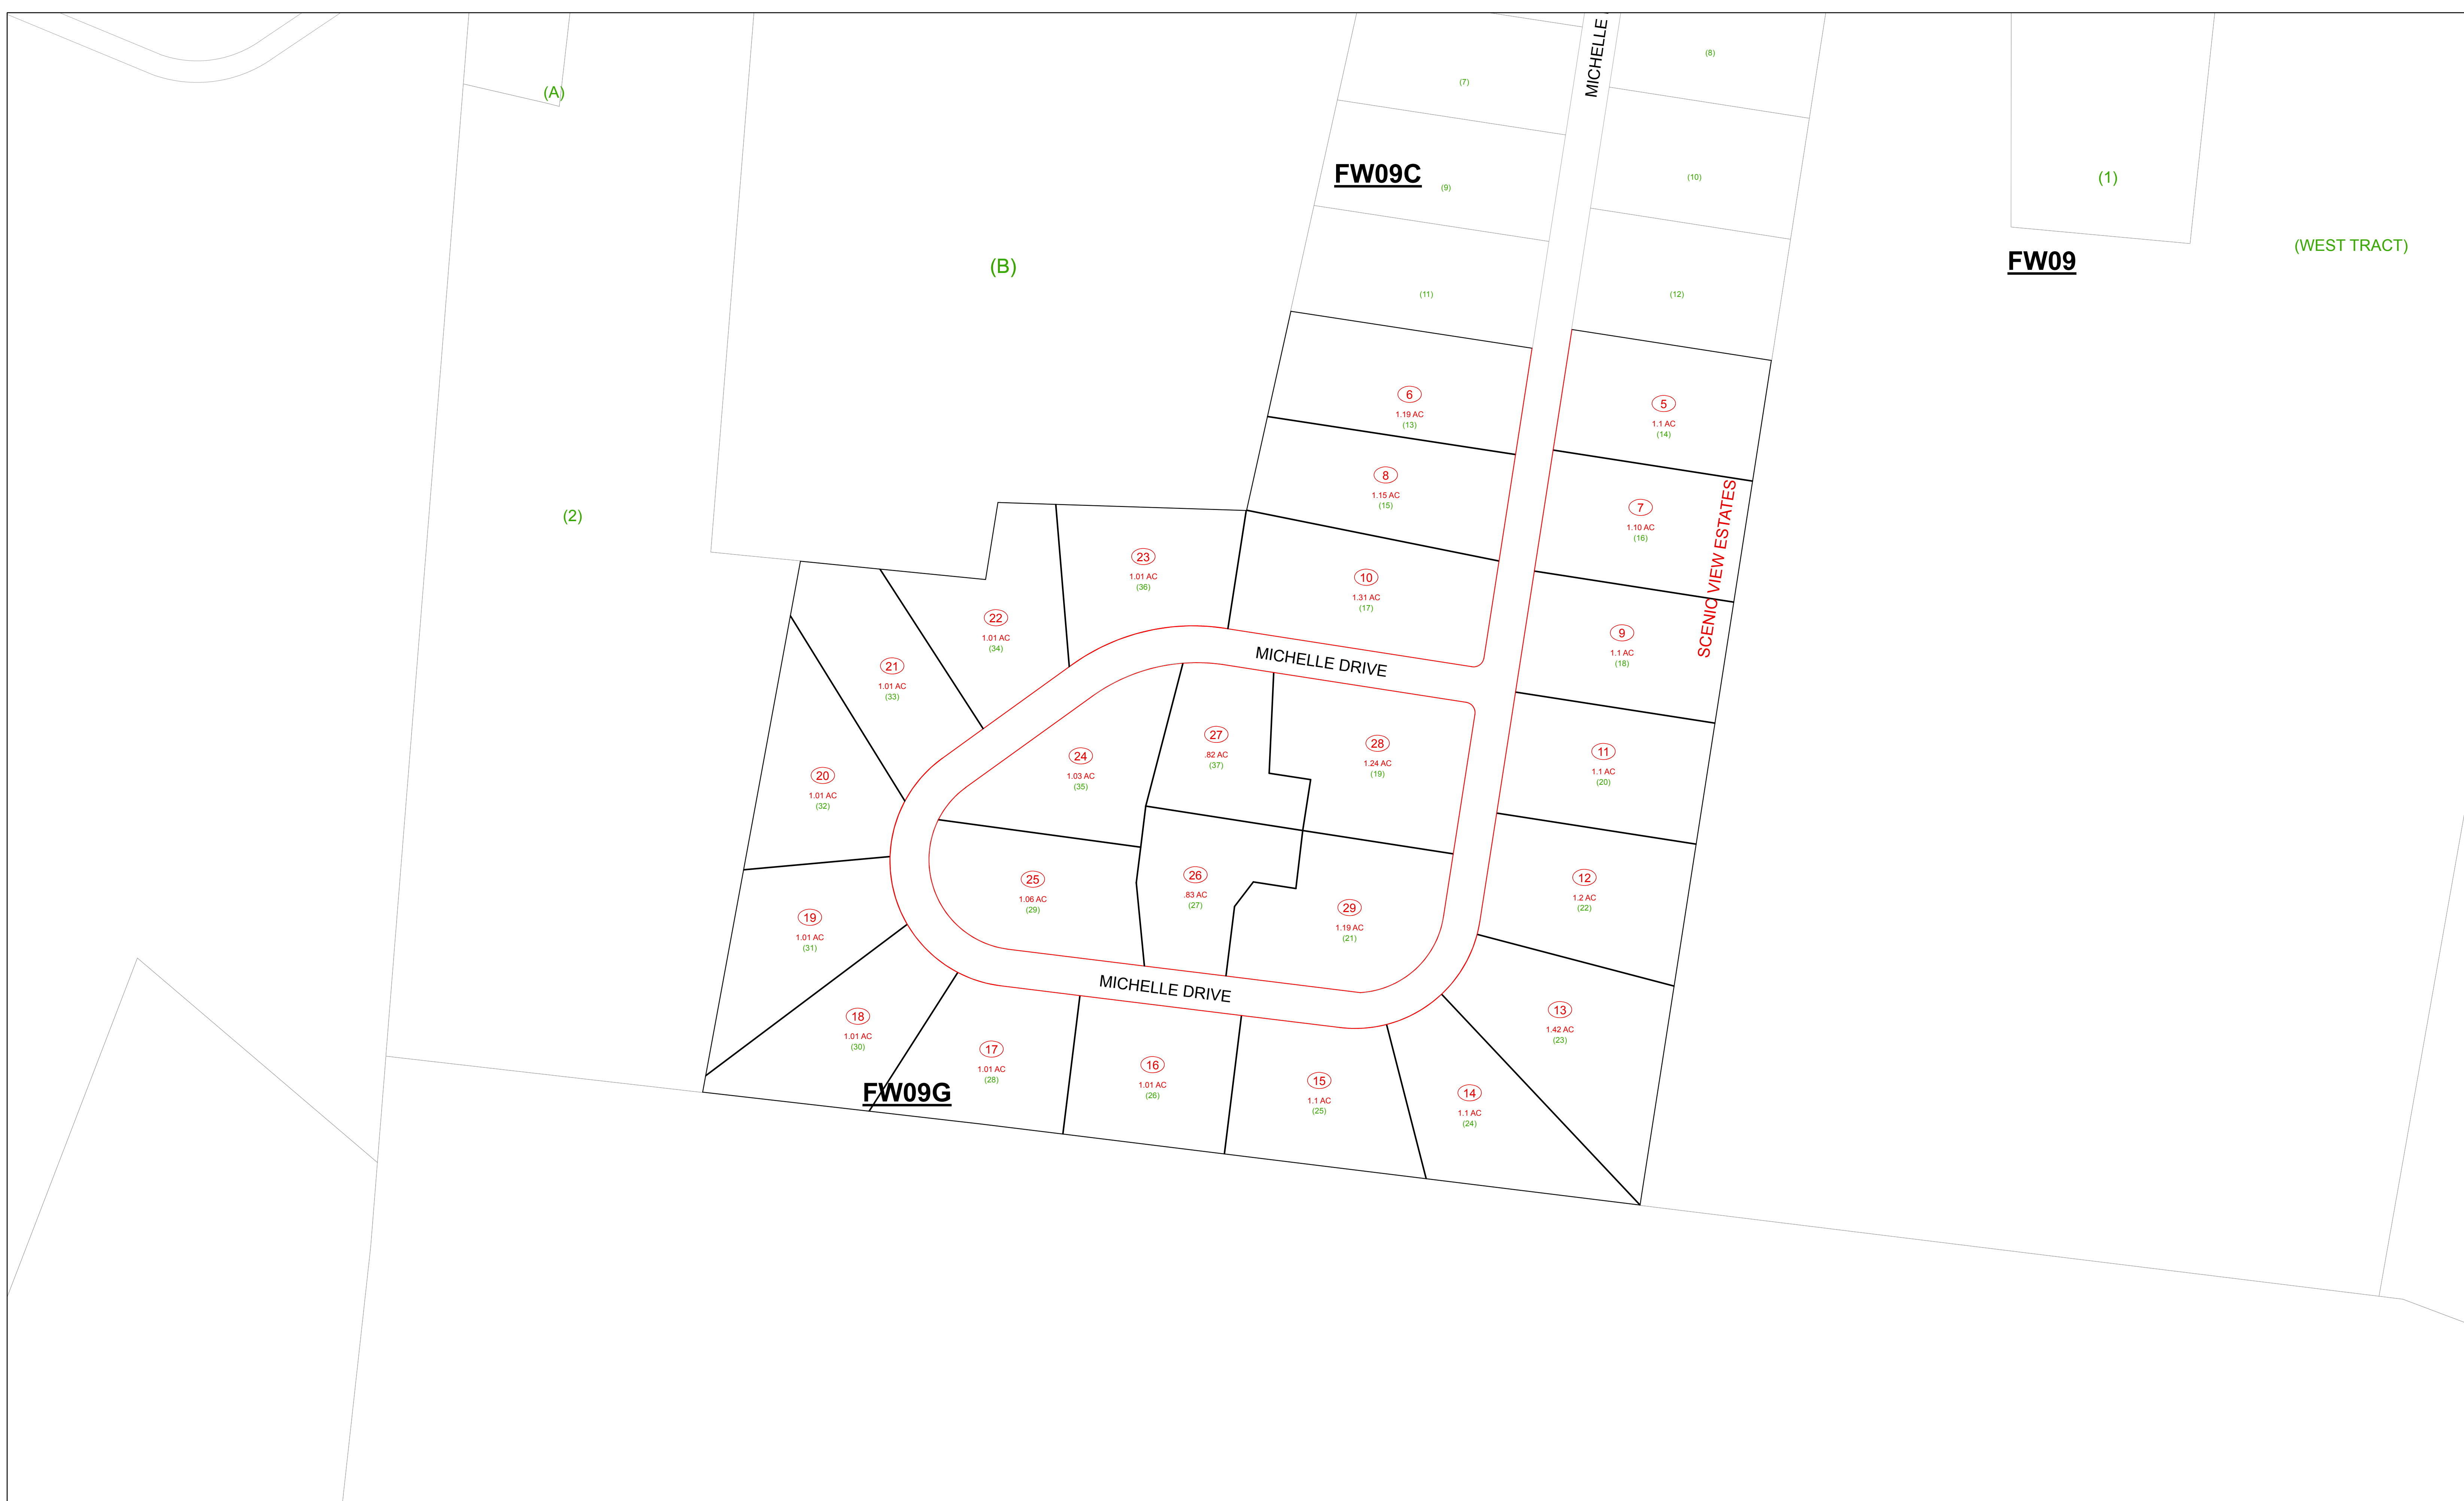 MICHELLE
(8)
(7)
(A)
FW09C
(9)
(10)
(1)
(WEST TRACT)
FW09
(B)
(11)
(12)
6
1.19 AC
(13)
5
1.1 AC
(14)
8
1.15 AC
(15)
7
1.10 AC
(16)
SCENIC VIEW ESTATES
(2)
23
1.01 AC
(36)
10
1.31 AC
(17)
22
1.01 AC
(34)
9
1.1 AC
(18)
MICHELLE DRIVE
21
1.01 AC
(33)
27
.82 AC
(37)
28
1.24 AC
(19)
24
1.03 AC
(35)
11
1.1 AC
(20)
20
1.01 AC
(32)
25
1.06 AC
(29)
26
.83 AC
(27)
12
1.2 AC
(22)
29
1.19 AC
(21)
19
1.01 AC
(31)
MICHELLE DRIVE
13
1.42 AC
(23)
18
1.01 AC
(30)
17
1.01 AC
(28)
16
1.01 AC
(26)
15
1.1 AC
(25)
14
1.1 AC
(24)
FW09G